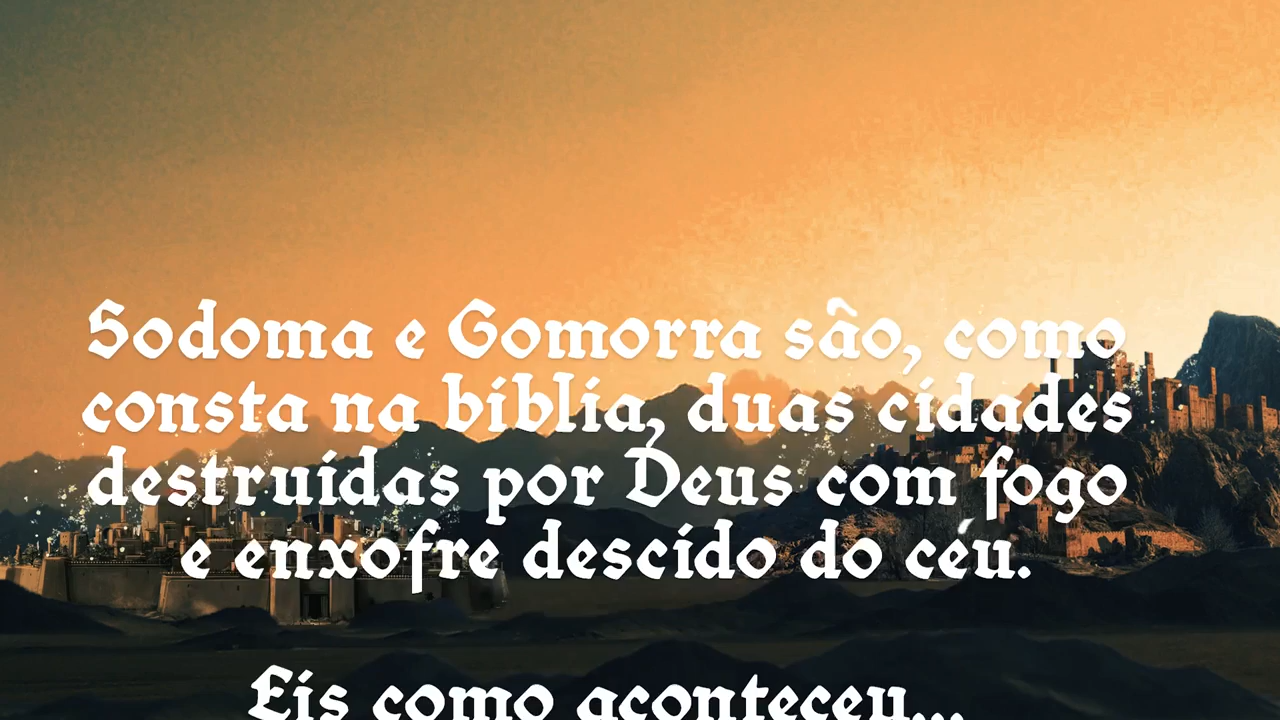 Sodoma e Gomorra são, como
consta na bíblia, duas cidades
destruídas por Deus com fogo
e enxofre descido do céu.
Eis como aconteceu...